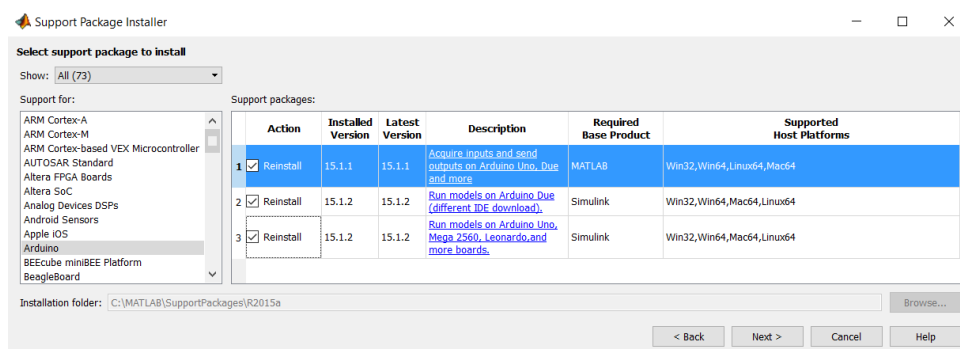 Support Package Installer
Select support package to install
Show: All (73)
Support for:
ARM Cortex-A
ARM Cortex-M
ARM Cortex-based VEX Microcontroller
AUTOSAR Standard
Altera FPGA Boards
Altera SoC
Analog Devices DSPs
Android Sensors
Apple iOS
Arduino
BEEcube miniBEE Platform
BeagleBoard
Support packages:
Action Installed Version Latest Version Description Required Base Product Supported Host Platforms
1 Reinstall 15.1.1 15.1.1 Acquire inputs and send outputs on Arduino Uno, Due and more MATLAB Win32,Win64,Linux64,Mac64
2 Reinstall 15.1.2 15.1.2 Run models on Arduino Due (different IDE download). Simulink Win32,Win64,Mac64,Linux64
3 Reinstall 15.1.2 15.1.2 Run models on Arduino Uno, Mega 2560, Leonardo,and more boards. Simulink Win32,Win64,Mac64,Linux64
Installation folder: C:\MATLAB\SupportPackages\R2015a Browse...
< Back Next > Cancel Help